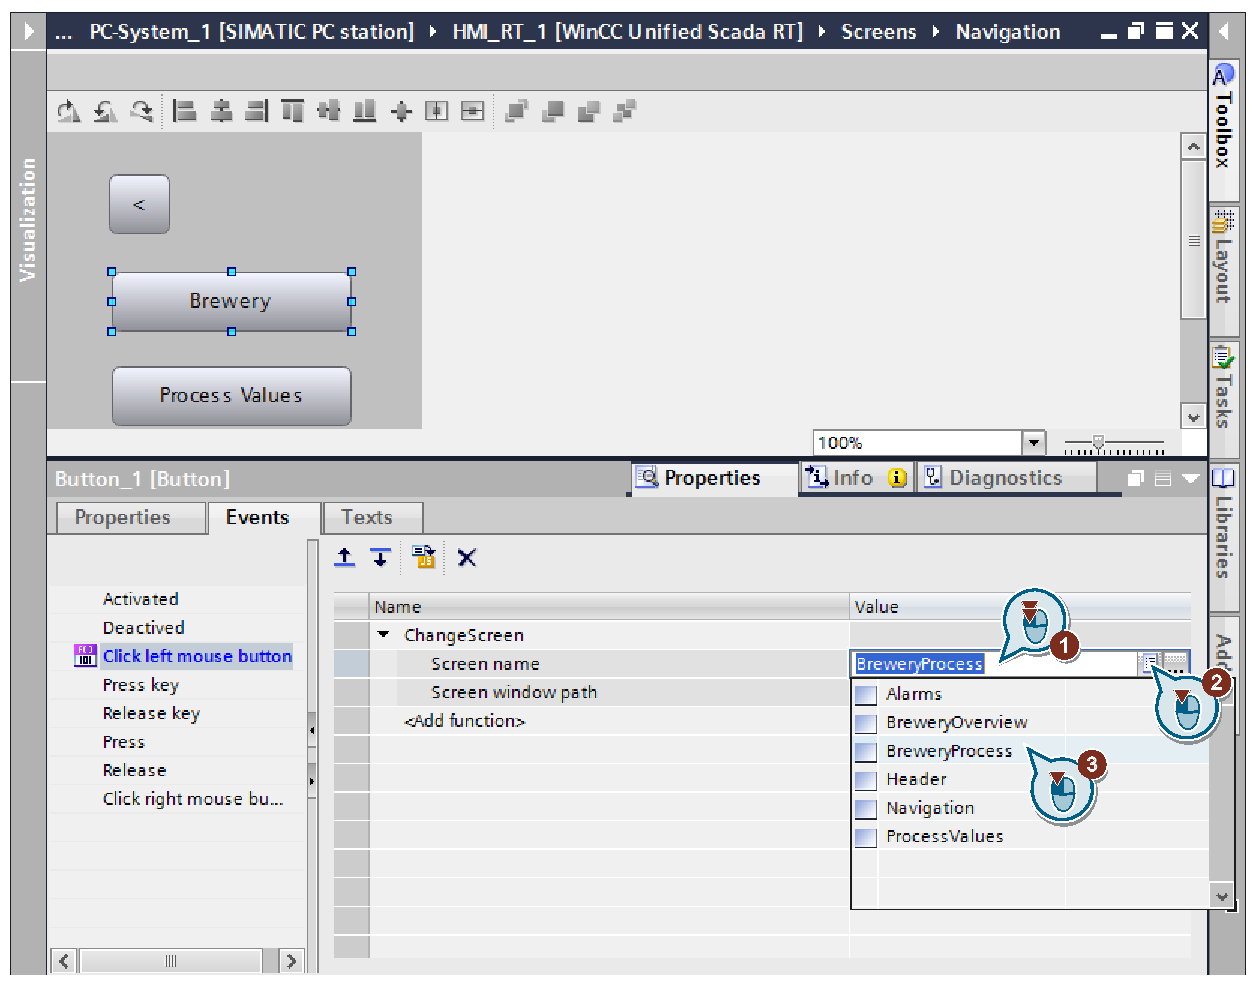 ... PC-System_1 [SIMATIC PC station] HMI_RT_1 [WinCC Unified Scada RT] Screens Navigation
Toolbox
Visualization
<
Layout
Brewery
Tasks
Process Values
100%
Button_1 [Button]
Properties
Info
Diagnostics
Libraries
Properties
Events
Texts
JS
Name
Value
Activated
Deactived
Click left mouse button
Press key
Release key
Press
Release
Click right mouse bu...
ChangeScreen
Screen name
BreweryProcess
...
Screen window path
<Add function>
1
2
3
Alarms
BreweryOverview
BreweryProcess
Header
Navigation
ProcessValues